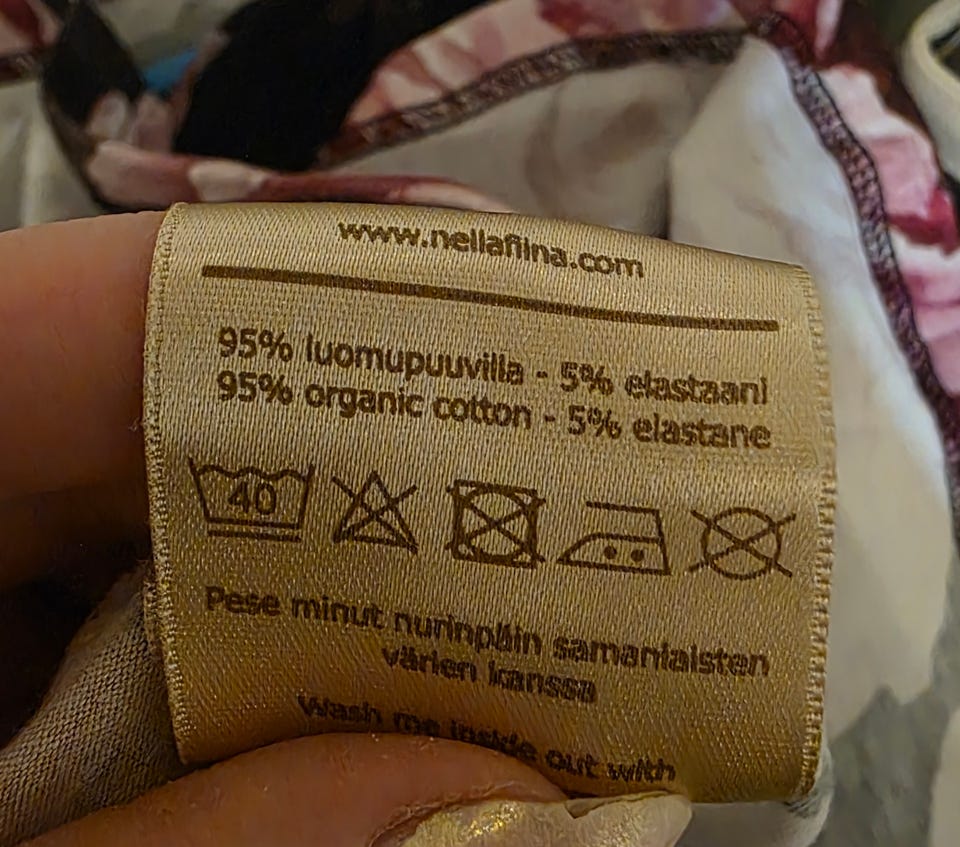 www.nellafiina.com
95% luomupuuvilla - 5% elastaani
95% organic cotton - 5% elastane
40
Pese minut nurinpäin samanlaisten
värien kanssa
Wash me inside out with